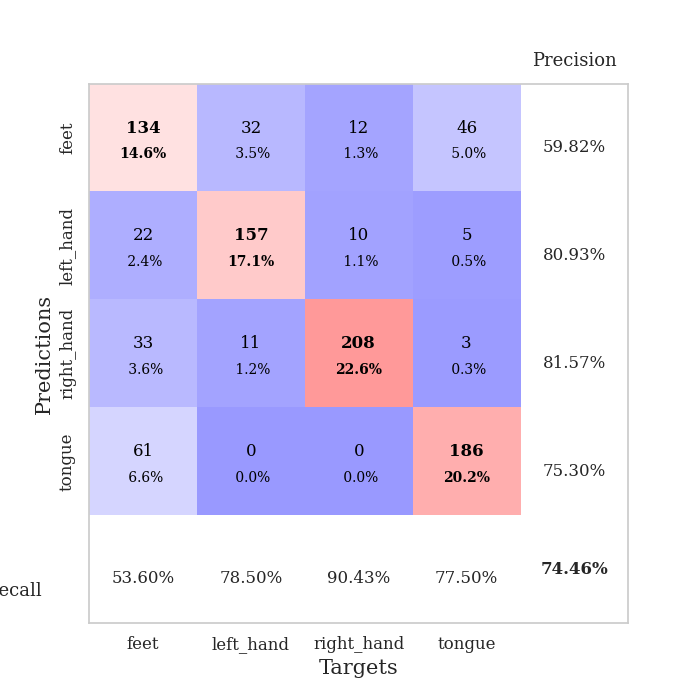 Precision
feet 134 32 12 46 59.82%
14.6% 3.5% 1.3% 5.0%
left_hand 22 157 10 5 80.93%
2.4% 17.1% 1.1% 0.5%
right_hand 33 11 208 3 81.57%
3.6% 1.2% 22.6% 0.3%
tongue 61 0 0 186 75.30%
6.6% 0.0% 0.0% 20.2%
Predictions
ecall 53.60% 78.50% 90.43% 77.50% 74.46%
feet left_hand right_hand tongue
Targets